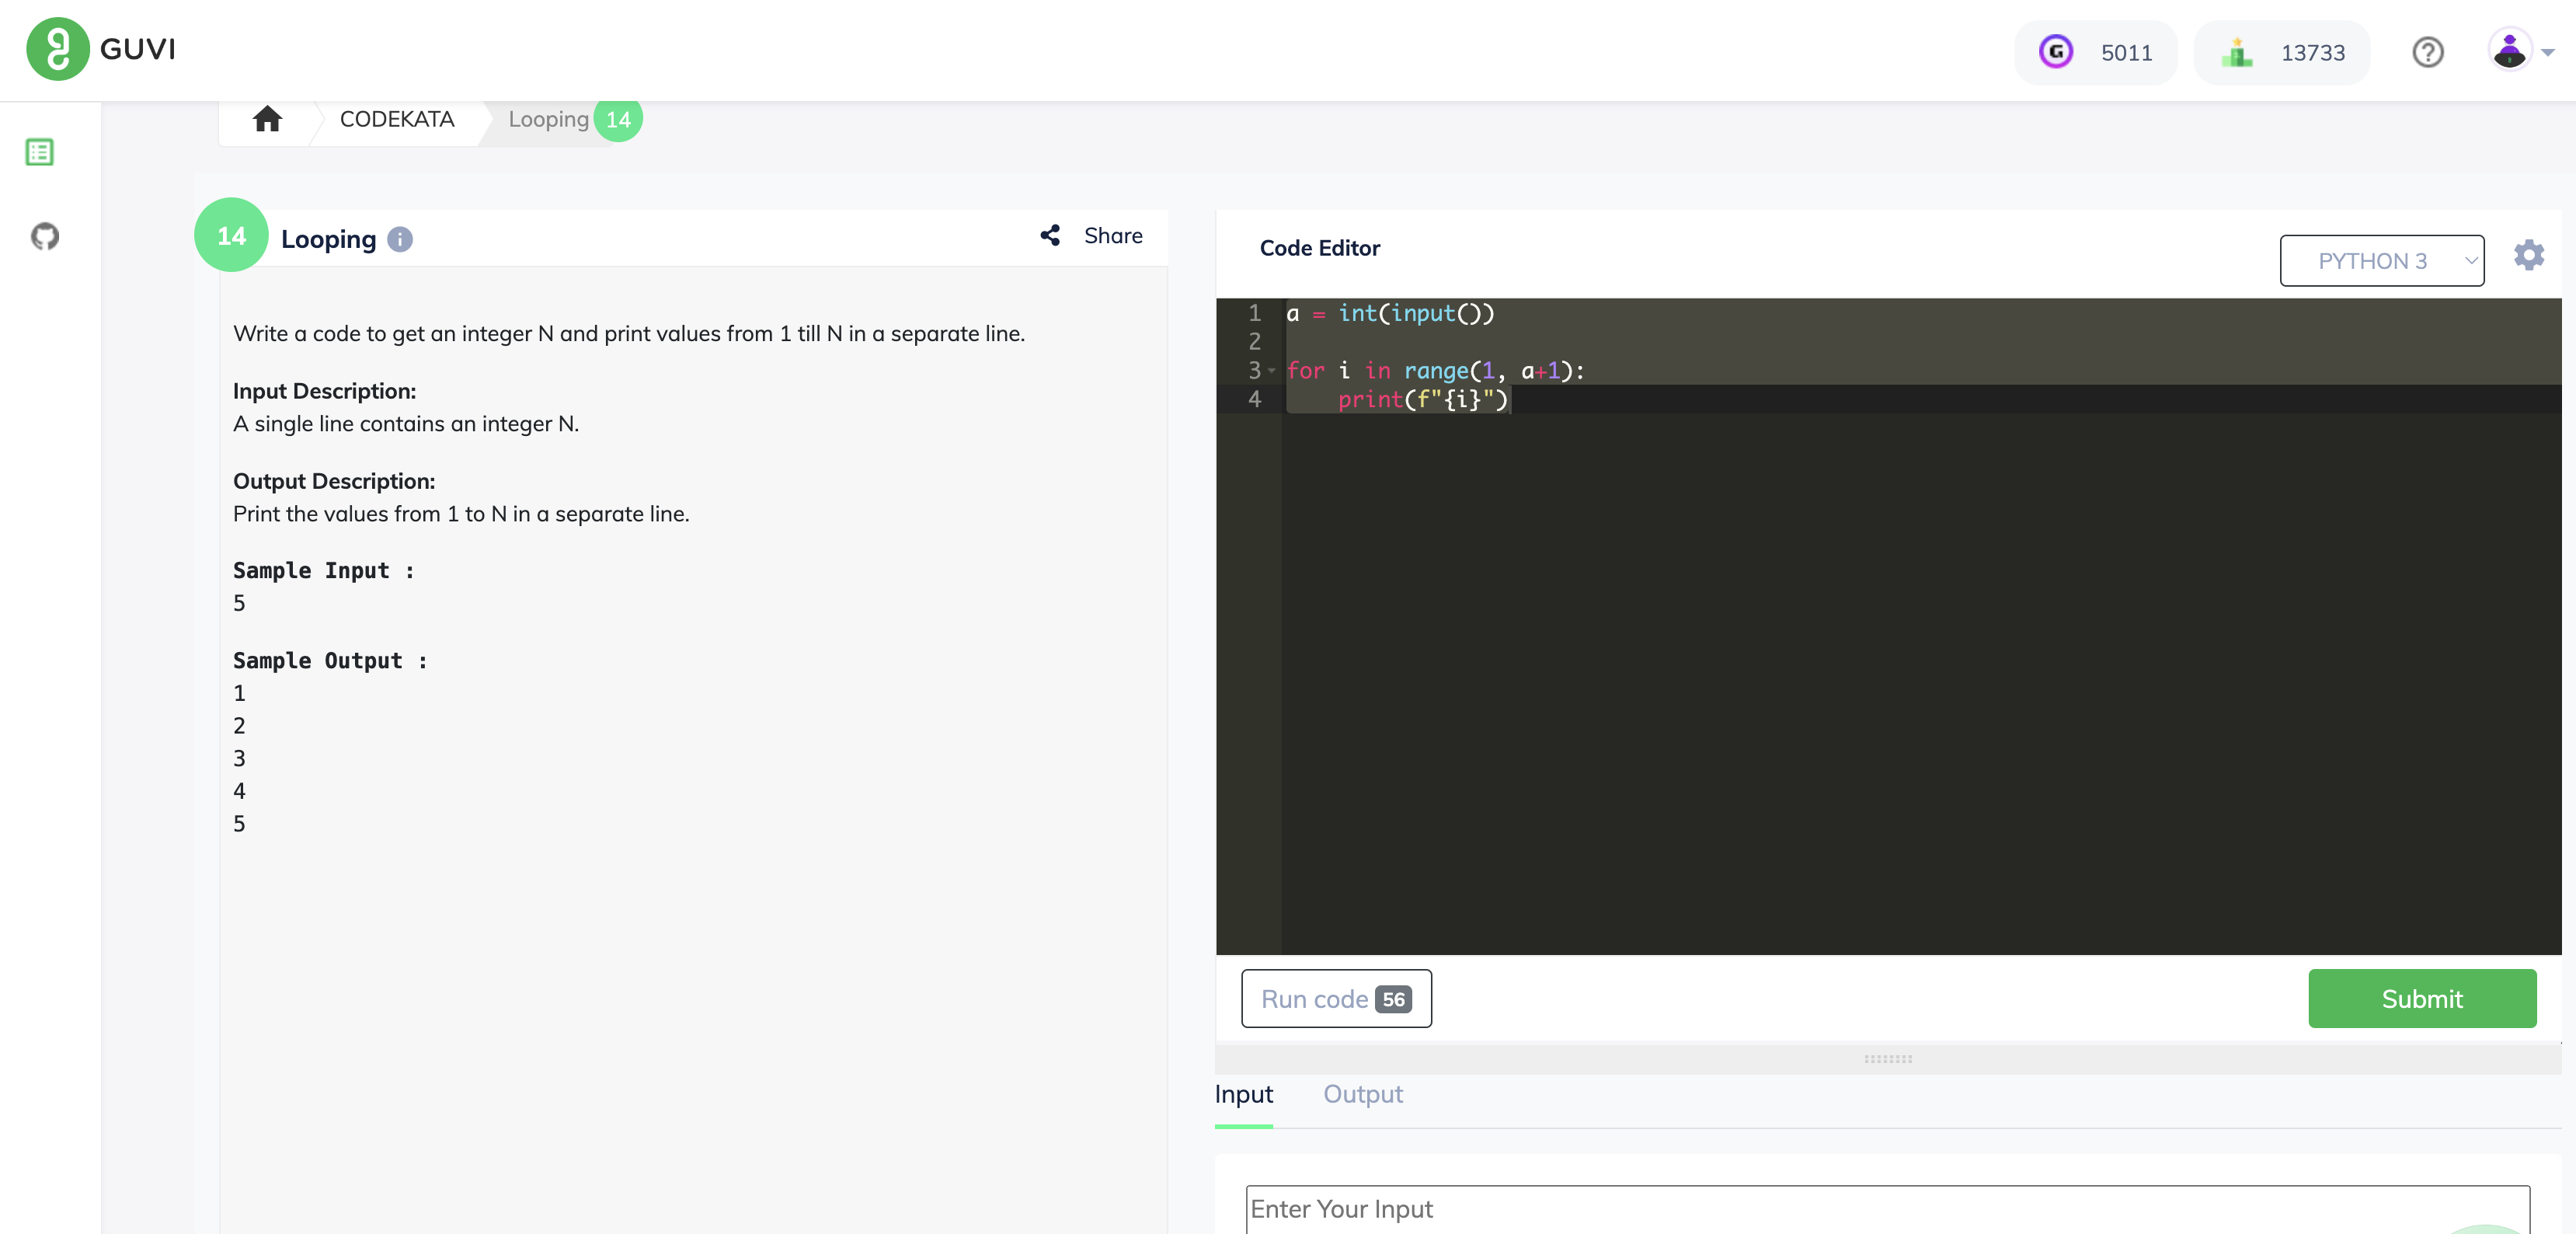 GUVI
5011
13733
CODEKATA
Looping 14
14
Looping
Share
Write a code to get an integer N and print values from 1 till N in a separate line.
Input Description:
A single line contains an integer N.
Output Description:
Print the values from 1 to N in a separate line.
Sample Input :
5
Sample Output :
1
2
3
4
5
Code Editor
PYTHON 3
1 a = int(input())
2
3 for i in range(1, a+1):
4     print(f"{i}")
Run code 56
Submit
Input
Output
Enter Your Input